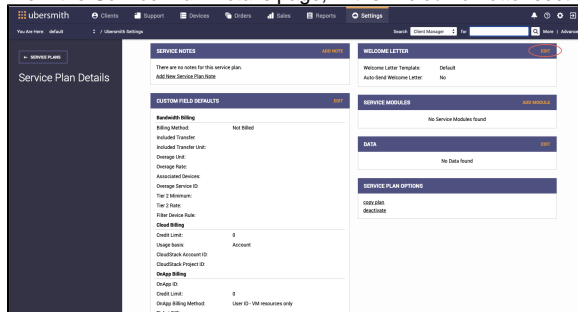 ubersmith
Clients
Support
Devices
Orders
Sales
Reports
Settings
You Are Here: default / Ubersmith Settings
Search Client Manager for
More | Advance
← SERVICE PLANS
Service Plan Details
SERVICE NOTES ADD NOTE
There are no notes for this service plan.
Add New Service Plan Note
CUSTOM FIELD DEFAULTS EDIT
Bandwidth Billing
Billing Method: Not Billed
Included Transfer:
Included Transfer Unit:
Overage Unit:
Overage Rate:
Associated Devices:
Overage Service ID:
Tier 2 Minimum:
Tier 2 Rate:
Filter Device Rule:
Cloud Billing
Credit Limit: 0
Usage basis: Account
CloudStack Account ID:
CloudStack Project ID:
OnApp Billing
OnApp ID:
Credit Limit: 0
OnApp Billing Method: User ID - VM resources only
WELCOME LETTER EDIT
Welcome Letter Template: Default
Auto-Send Welcome Letter: No
SERVICE MODULES ADD MODULE
No Service Modules found
DATA EDIT
No Data found
SERVICE PLAN OPTIONS
copy plan
deactivate